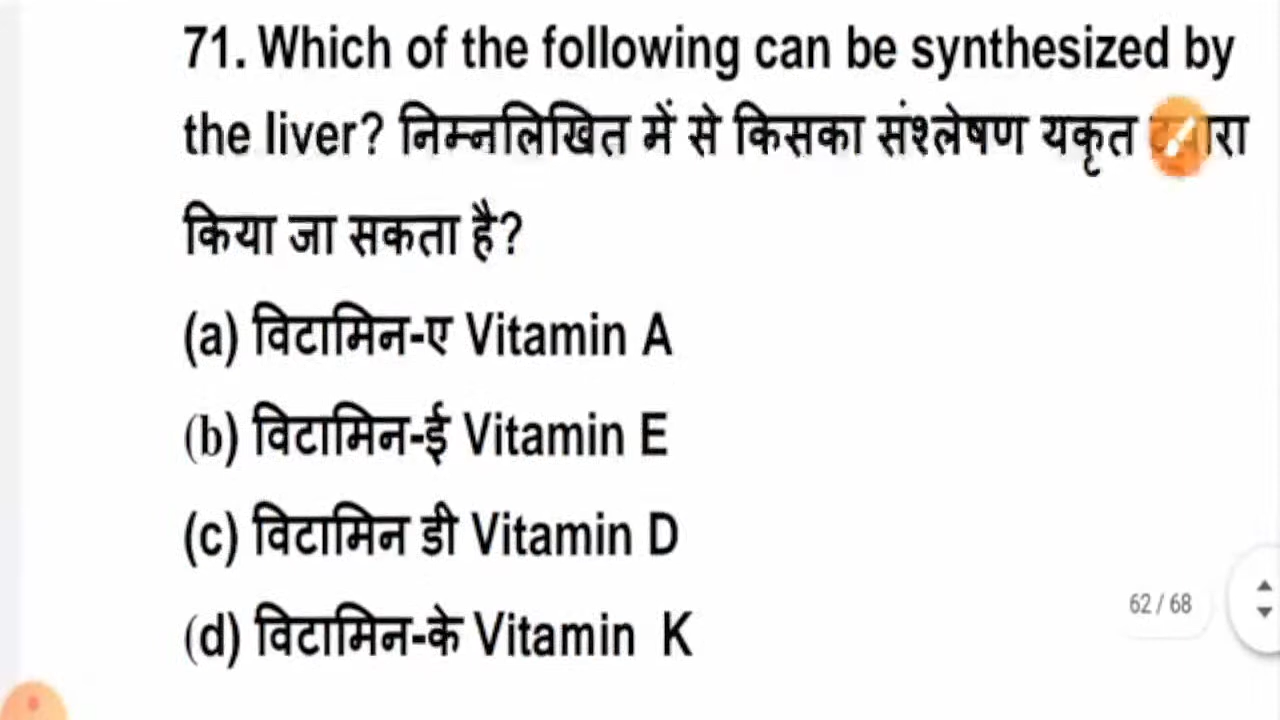 71. Which of the following can be synthesized by
the liver? निम्नलिखित में से किसका संश्लेषण यकृत
किया जा सकता है?
(a) विटामिन-ए Vitamin A
(b) विटामिन-ई Vitamin E
(c) विटामिन डी Vitamin D
(d) विटामिन-के Vitamin K
62 / 68